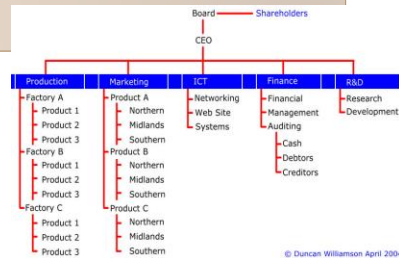 Board Shareholders
CEO
Production Marketing ICT Finance R&D
Factory A
Product 1
Product 2
Product 3
Factory B
Product 1
Product 2
Product 3
Factory C
Product 1
Product 2
Product 3
Product A
Northern
Midlands
Southern
Product B
Northern
Midlands
Southern
Product C
Northern
Midlands
Southern
Networking
Web Site
Systems
Financial
Management
Auditing
Cash
Debtors
Creditors
Research
Development
© Duncan Williamson April 2004